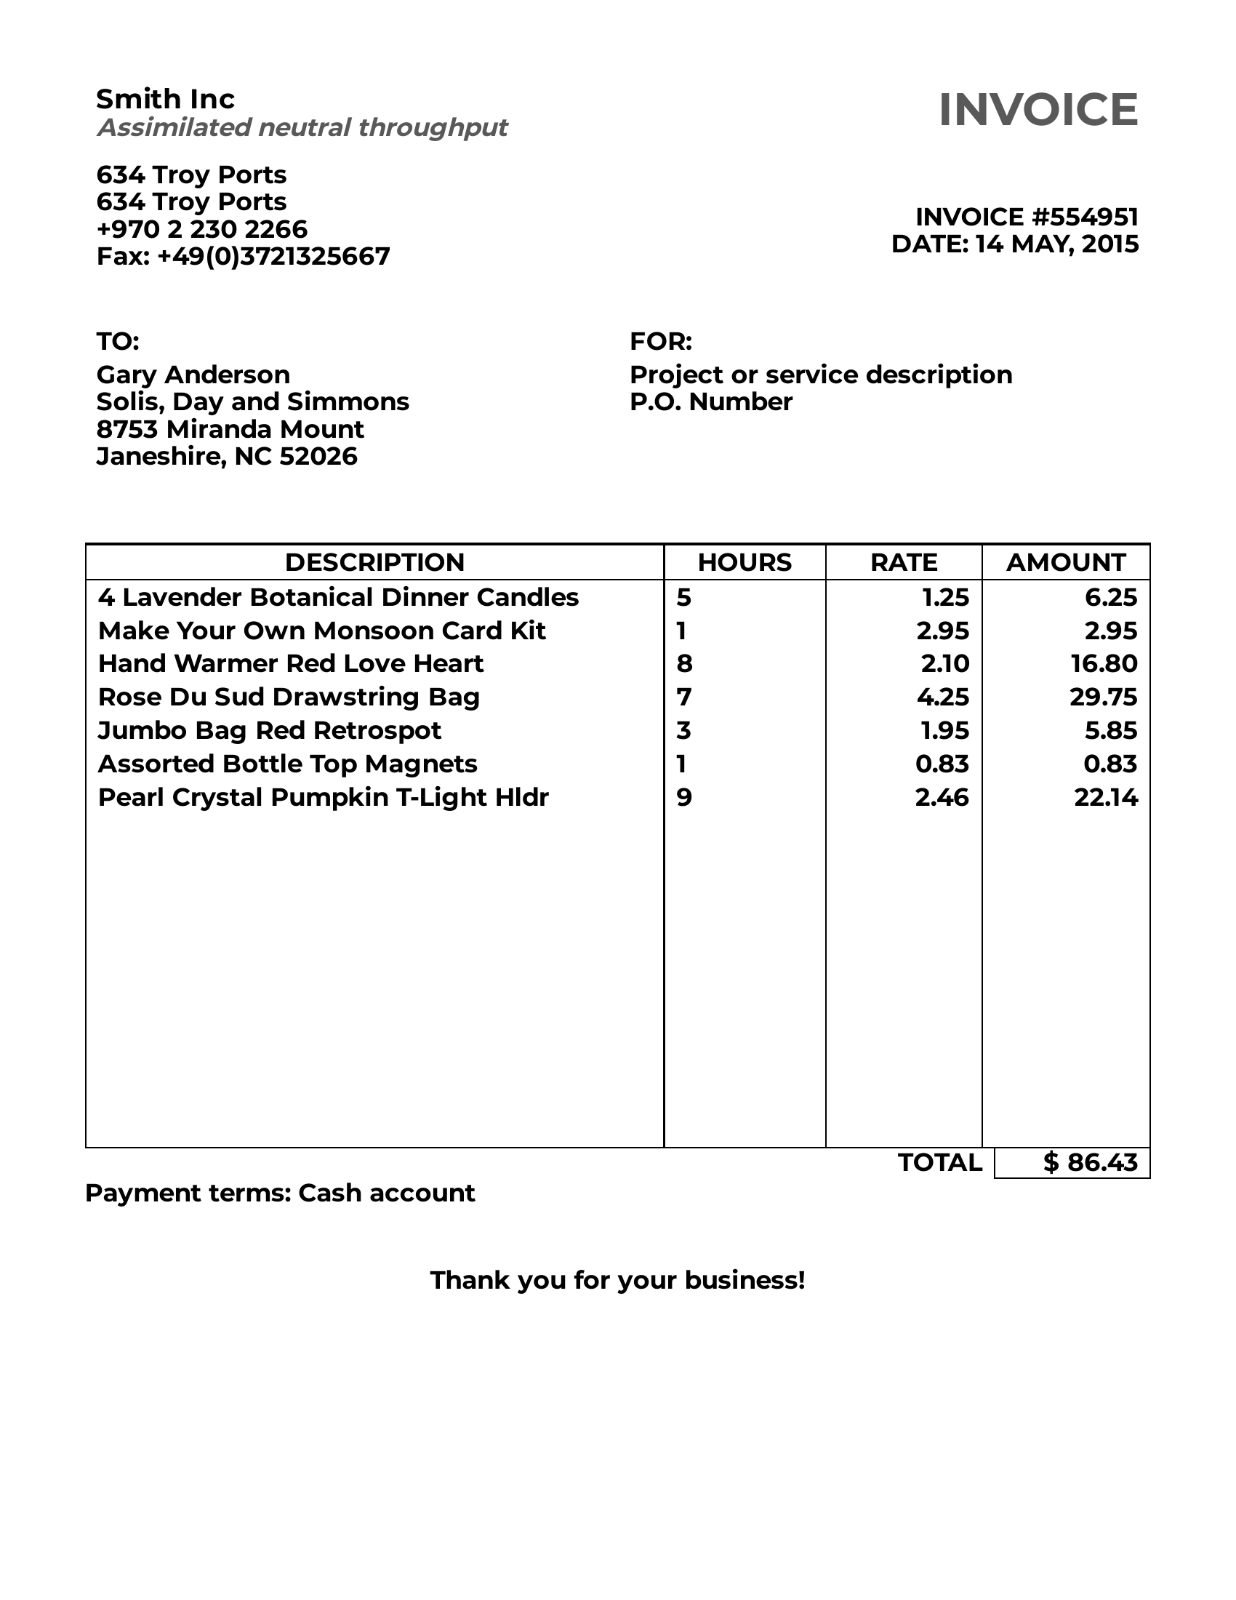 Smith Inc
Assimilated neutral throughput
INVOICE
634 Troy Ports
634 Troy Ports
+970 2 230 2266
Fax: +49(0)3721325667
INVOICE #554951
DATE: 14 MAY, 2015
TO:
Gary Anderson
Solis, Day and Simmons
8753 Miranda Mount
Janeshire, NC 52026
FOR:
Project or service description
P.O. Number
DESCRIPTION HOURS RATE AMOUNT
4 Lavender Botanical Dinner Candles 5 1.25 6.25
Make Your Own Monsoon Card Kit 1 2.95 2.95
Hand Warmer Red Love Heart 8 2.10 16.80
Rose Du Sud Drawstring Bag 7 4.25 29.75
Jumbo Bag Red Retrospot 3 1.95 5.85
Assorted Bottle Top Magnets 1 0.83 0.83
Pearl Crystal Pumpkin T-Light Hldr 9 2.46 22.14
TOTAL $ 86.43
Payment terms: Cash account
Thank you for your business!